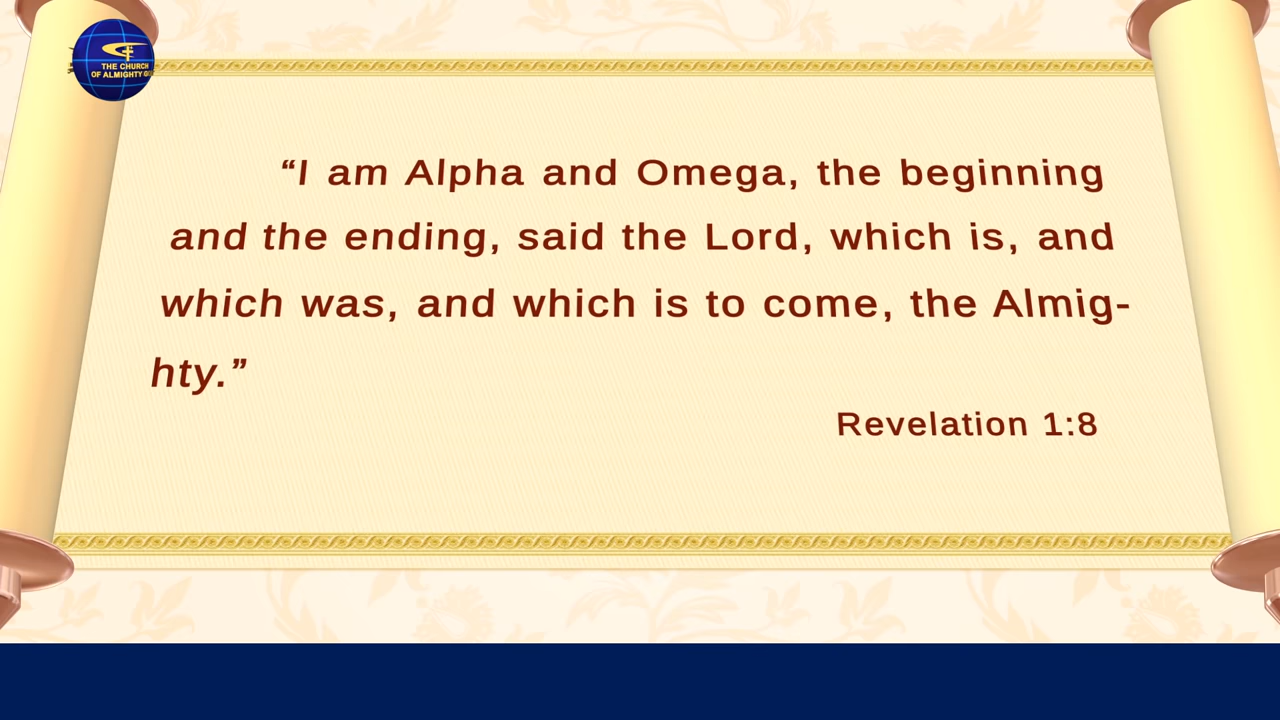 THE CHURCH
OF ALMIGHTY GOD
“I am Alpha and Omega, the beginning
and the ending, said the Lord, which is, and
which was, and which is to come, the Almig-
hty.”
Revelation 1:8